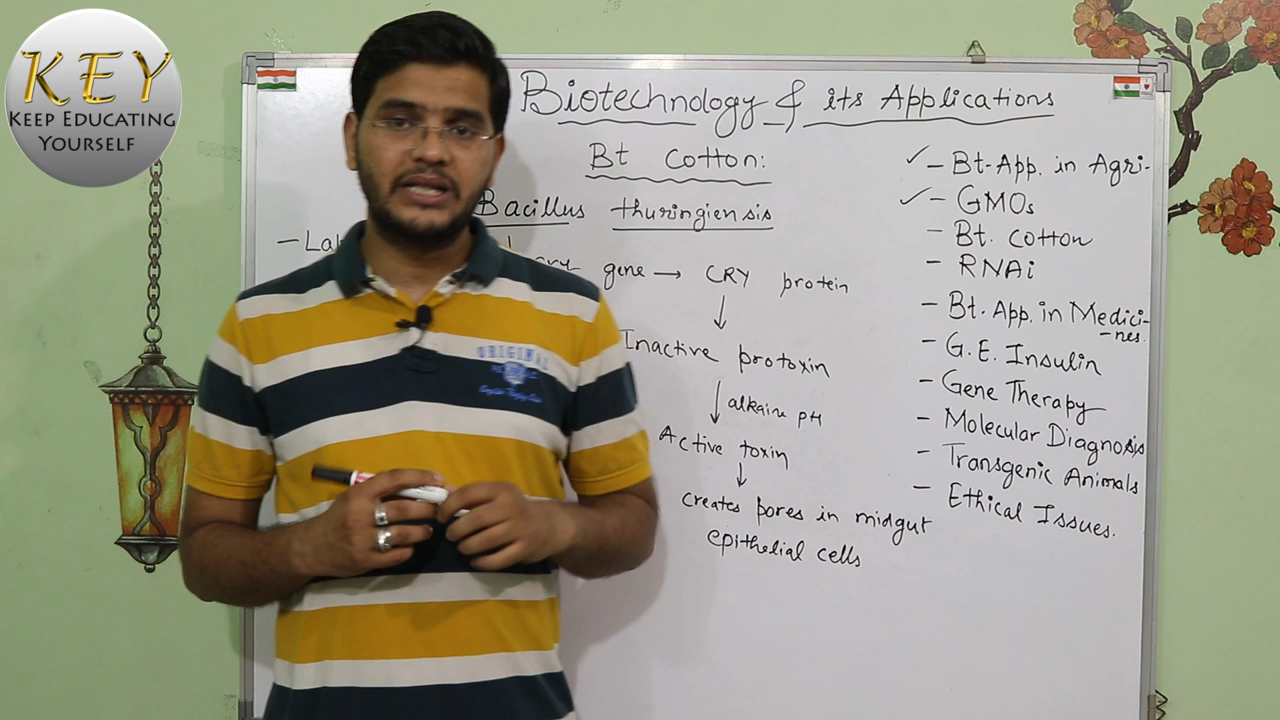 KEY
KEEP EDUCATING
YOURSELF
Biotechnology & its Applications
Bt Cotton:
Bacillus thuringiensis
cry gene → CRY protein
↓
Inactive protoxin
↓ alkaine pH
Active toxin
↓
creates pores in midgut
epithelial cells
✓ – Bt-App. in Agri-
✓ – GMOs
– Bt. Cotton
– RNAi
– Bt. App. in Medici-
– nes.
– G.E. Insulin
– Gene Therapy
– Molecular Diagnosis
– Transgenic Animals
– Ethical Issues.
ORIGINAL